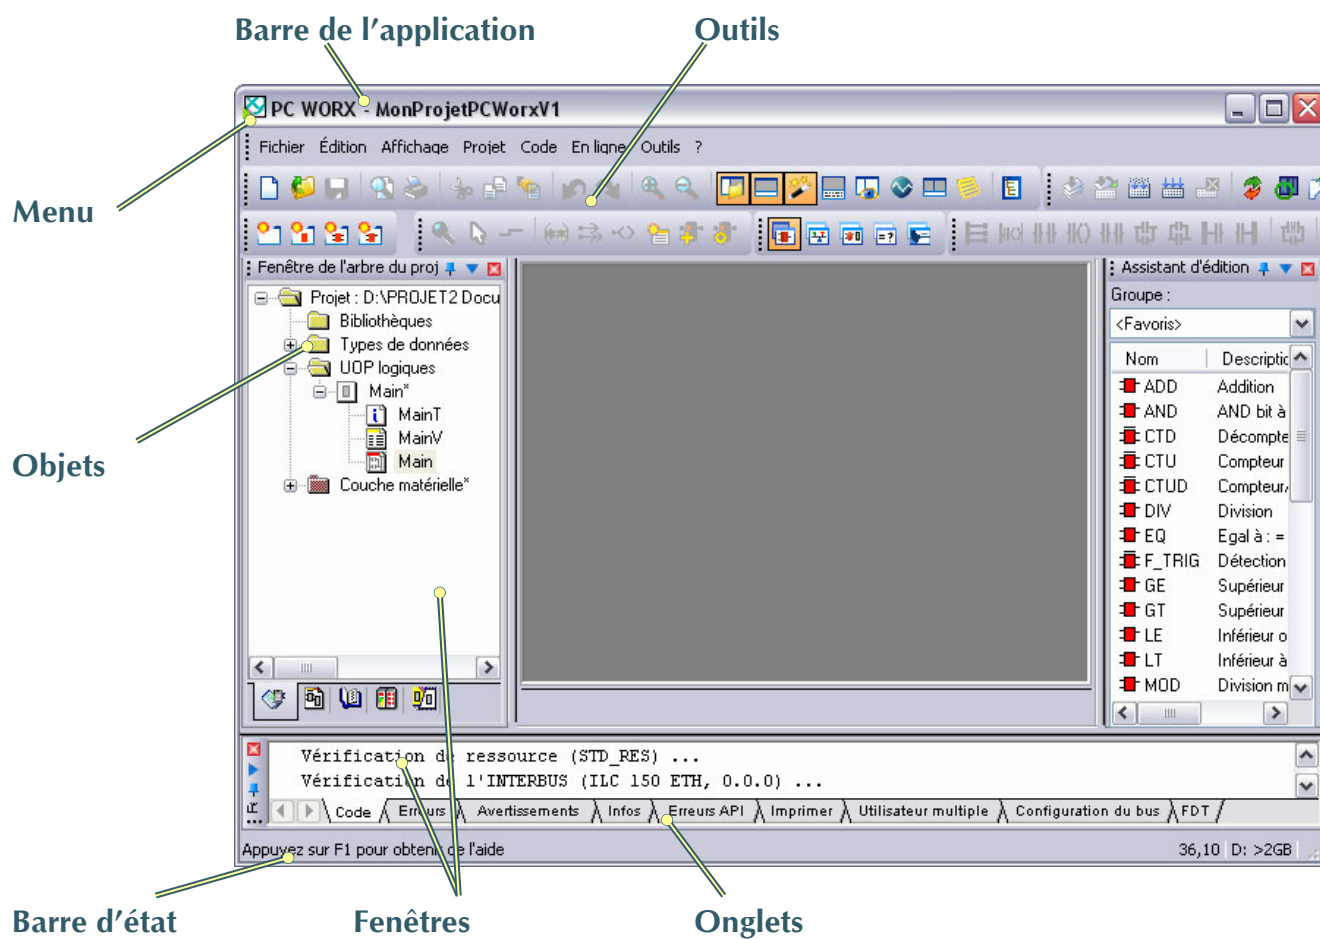 Barre de l'application
Outils
PC WORX - MonProjetPCWorxV1
Fichier Édition Affichage Projet Code En ligne Outils ?
Menu
Fenêtre de l'arbre du proj
Projet : D:\PROJET2 Docu
Bibliothèques
Types de données
UOP logiques
Main*
MainT
MainV
Main
Couche matérielle*
Objets
Assistant d'édition
Groupe :
<Favoris>
Nom Descriptic
ADD Addition
AND AND bit à
CTD Décompte
CTU Compteur
CTUD Compteur/
DIV Division
EQ Egal à : =
F_TRIG Détection
GE Supérieur
GT Supérieur
LE Inférieur o
LT Inférieur à
MOD Division m
Vérification de ressource (STD_RES) ...
Vérification de l'INTERBUS (ILC 150 ETH, 0.0.0) ...
Code Erreurs Avertissements Infos Erreurs API Imprimer Utilisateur multiple Configuration du bus FDT
Appuyez sur F1 pour obtenir de l'aide
36,10 D: >2GB
Barre d'état
Fenêtres
Onglets